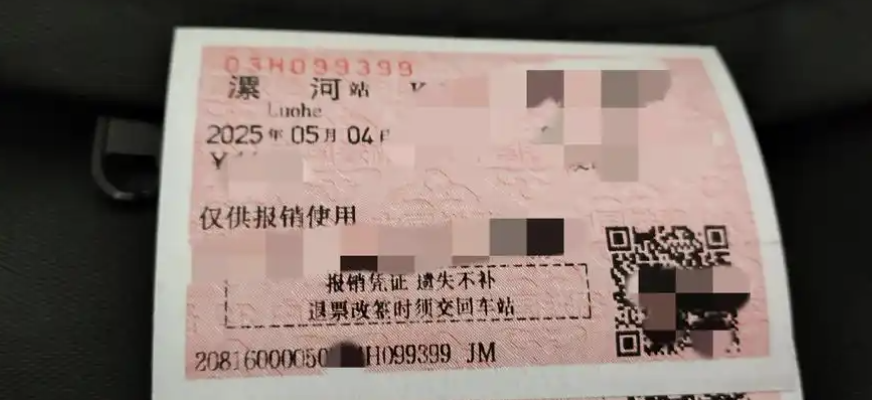 03H099399
漯河站
Luohe
2025年05月04日
¥
仅供报销使用
报销凭证 遗失不补
退票改签时须交回车站
20816000050 H099399 JM